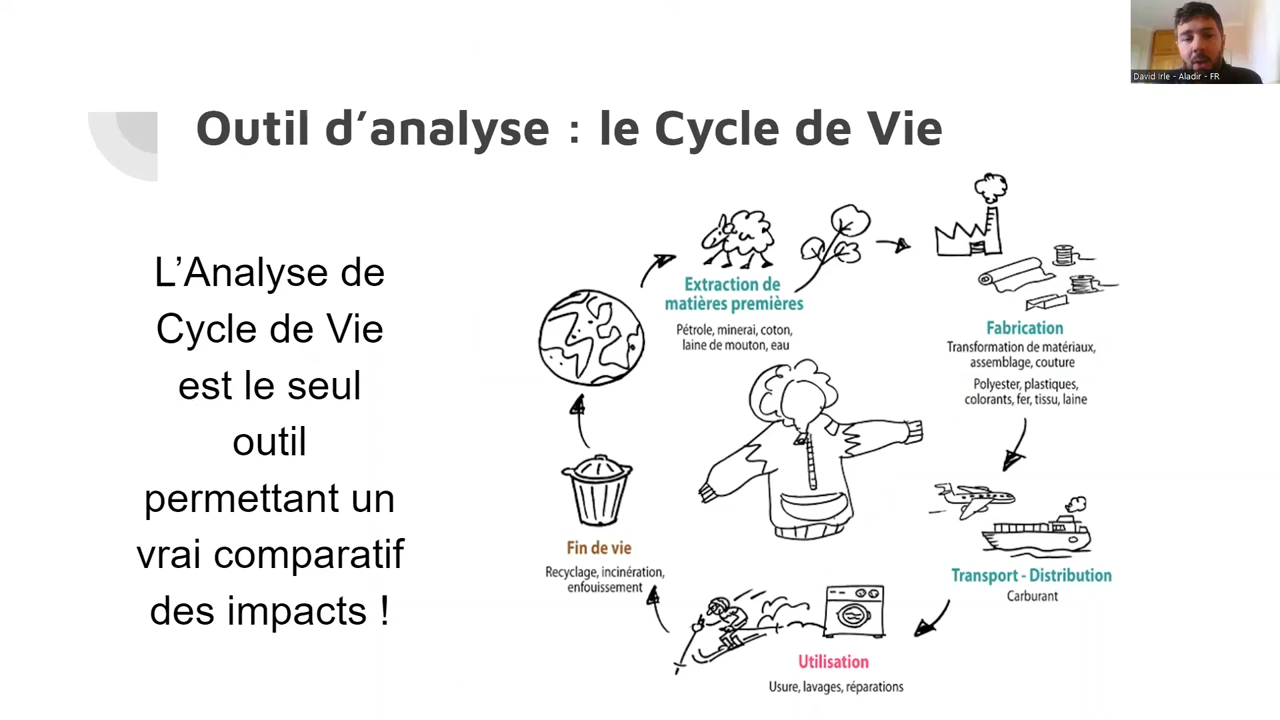 David Irle - Aladir - FR
Outil d’analyse : le Cycle de Vie
L’Analyse de
Cycle de Vie
est le seul
outil
permettant un
vrai comparatif
des impacts !
Extraction de
matières premières
Pétrole, minerai, coton,
laine de mouton, eau
Fabrication
Transformation de matériaux,
assemblage, couture
Polyester, plastiques,
colorants, fer, tissu, laine
Transport - Distribution
Carburant
Utilisation
Usure, lavages, réparations
Fin de vie
Recyclage, incinération,
enfouissement